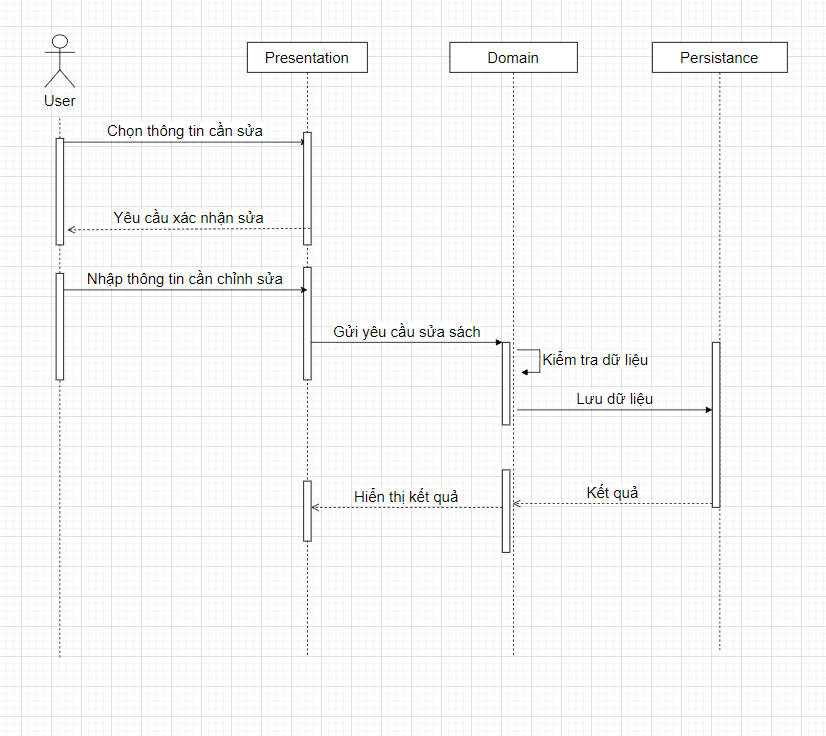 User
Presentation
Domain
Persistance
Chọn thông tin cần sửa
Yêu cầu xác nhận sửa
Nhập thông tin cần chỉnh sửa
Gửi yêu cầu sửa sách
Kiểm tra dữ liệu
Lưu dữ liệu
Kết quả
Hiển thị kết quả